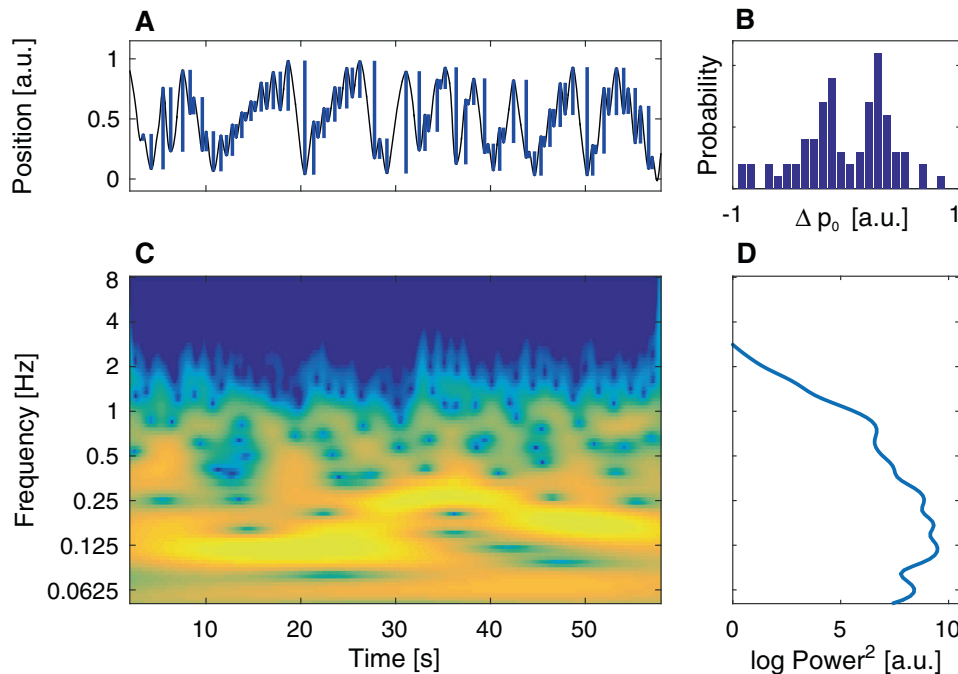 A
Position [a.u.]
1
0.5
0
B
Probability
-1
1
Δ p₀ [a.u.]
C
Frequency [Hz]
8
4
2
1
0.5
0.25
0.125
0.0625
10
20
30
40
50
Time [s]
D
0
5
10
log Power² [a.u.]